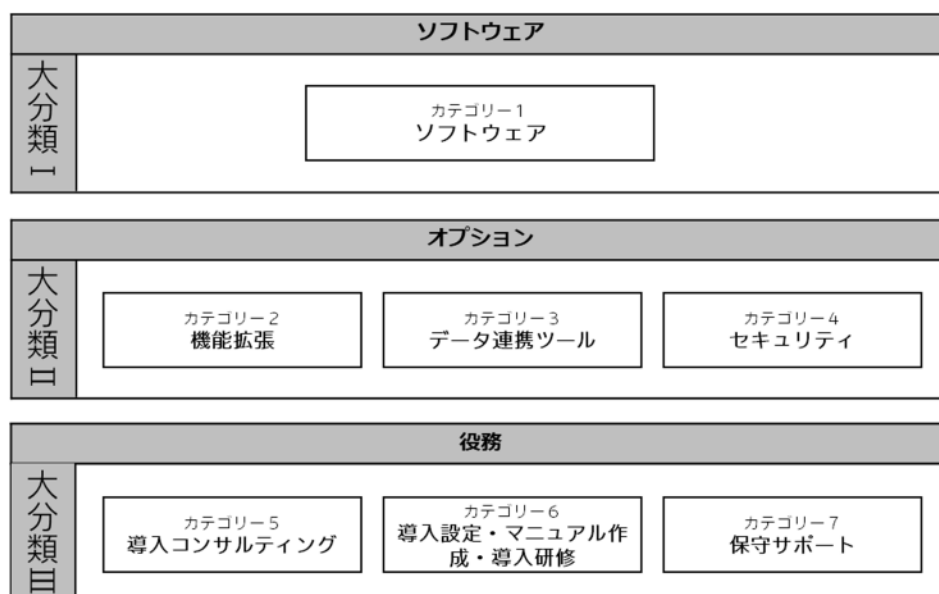 ソフトウェア
大分類Ⅰ
カテゴリー1
ソフトウェア
オプション
大分類Ⅱ
カテゴリー2
機能拡張
カテゴリー3
データ連携ツール
カテゴリー4
セキュリティ
役務
大分類Ⅲ
カテゴリー5
導入コンサルティング
カテゴリー6
導入設定・マニュアル作
成・導入研修
カテゴリー7
保守サポート